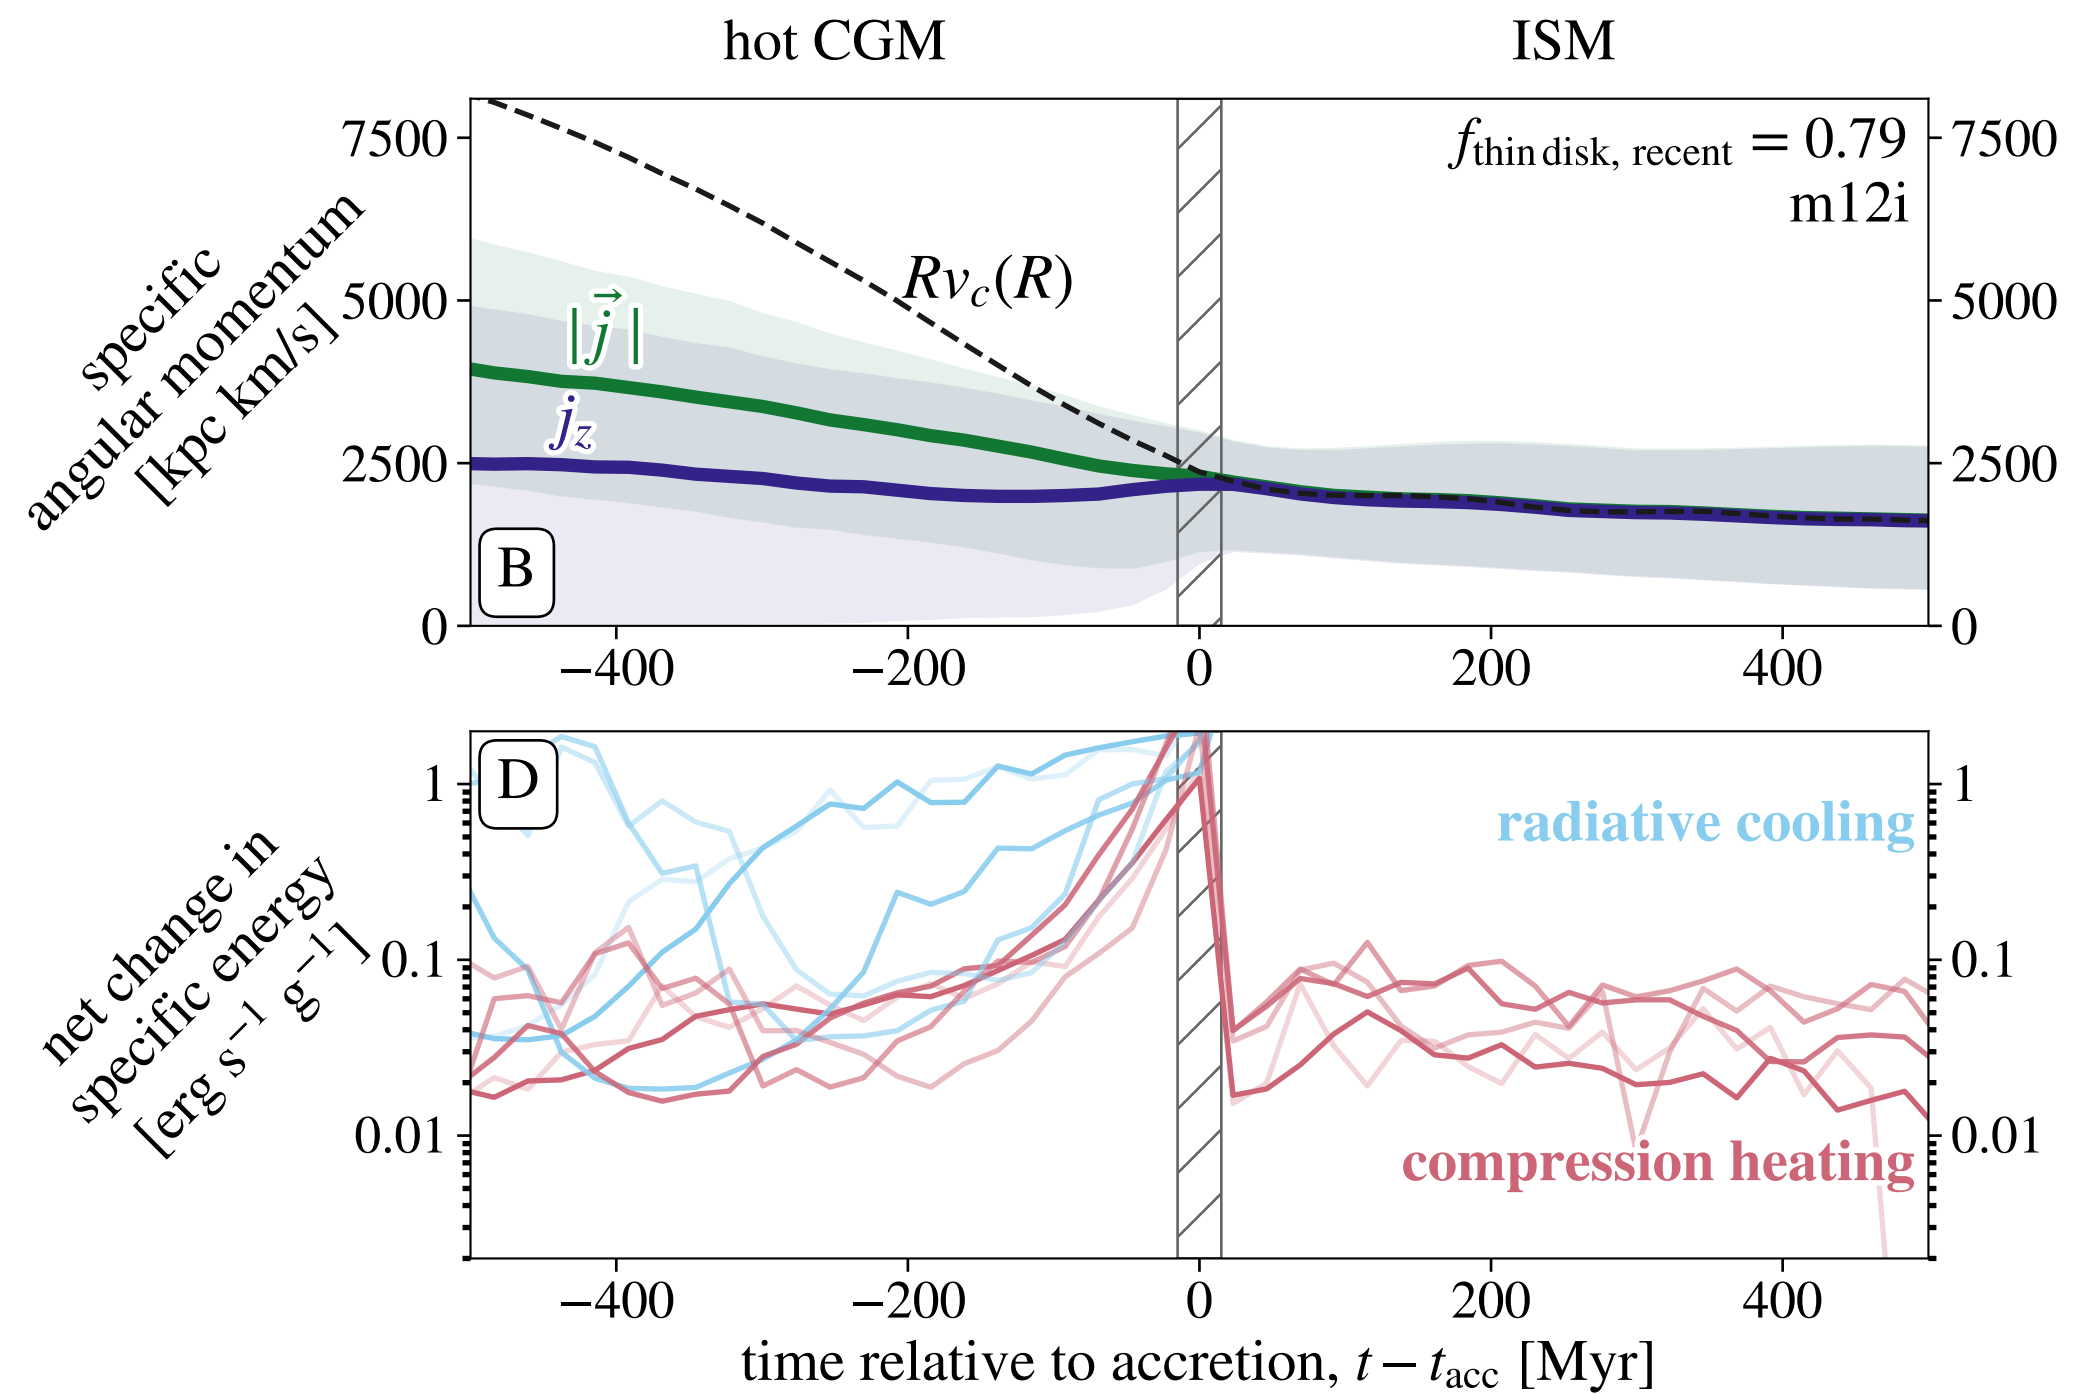 hot CGM
ISM
specific
angular momentum
[kpc km/s]
7500
5000
2500
0
7500
5000
2500
0
f_thin disk, recent = 0.79
m12i
Rv_c(R)
|j⃗|
j_z
B
−400
−200
0
200
400
net change in
specific energy
[erg s⁻¹ g⁻¹]
1
0.1
0.01
1
0.1
0.01
D
radiative cooling
compression heating
−400
−200
0
200
400
time relative to accretion, t − t_acc [Myr]